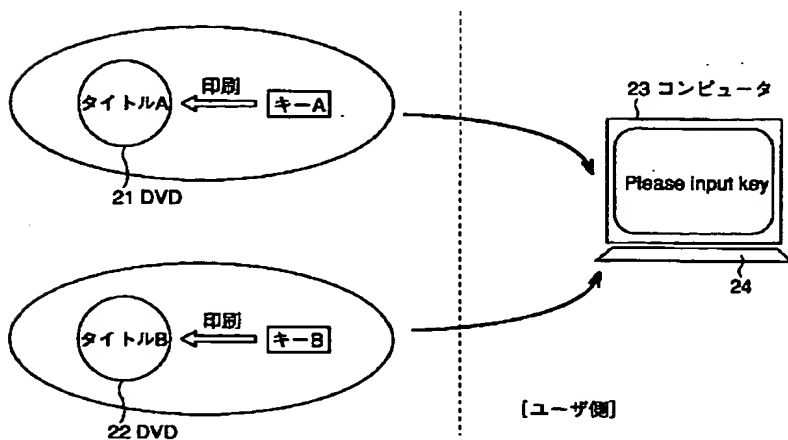 印刷
タイトルA
キーA
21 DVD
23 コンピュータ
Please input key
24
印刷
タイトルB
キーB
22 DVD
[ユーザ側]